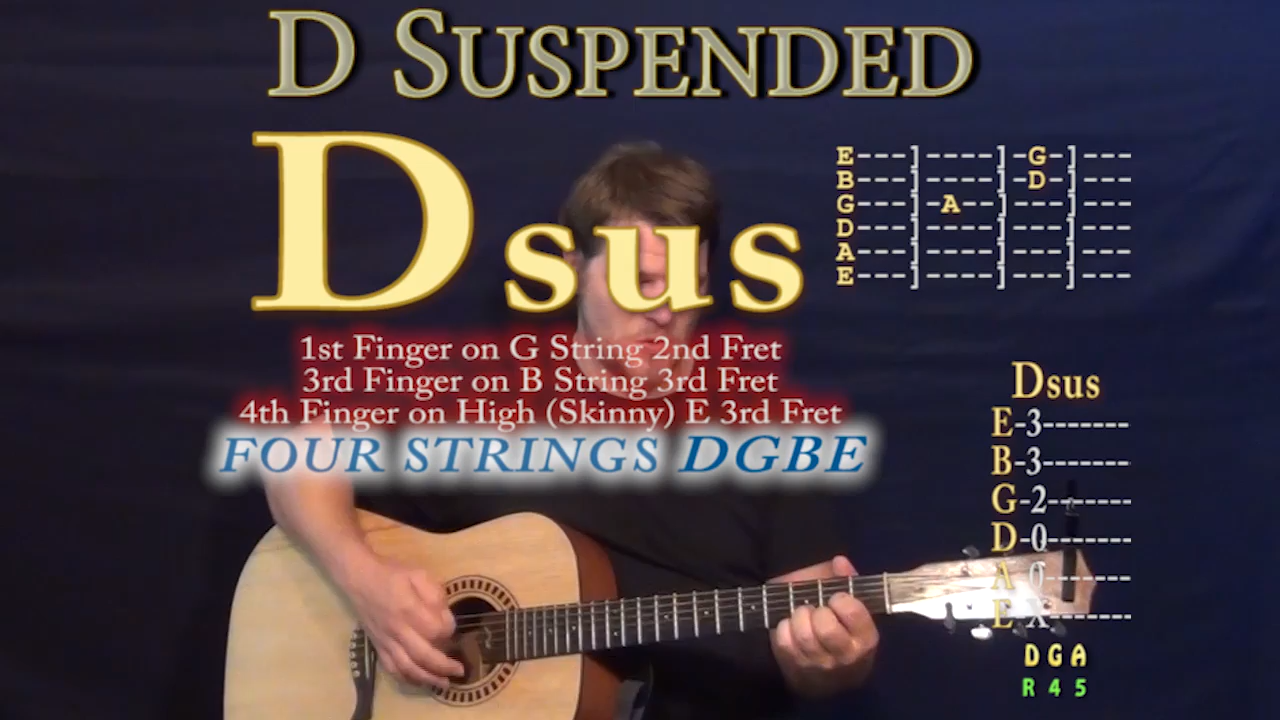 D SUSPENDED
Dsus
E---]----]-G-]---
B---]----]-D-]---
G---]-A--]---]---
D---]----]---]---
A---]----]---]---
E---]----]---]---
1st Finger on G String 2nd Fret
3rd Finger on B String 3rd Fret
4th Finger on High (Skinny) E 3rd Fret
FOUR STRINGS DGBE
Dsus
E-3-------
B-3-------
G-2-------
D-0-------
A 0-------
E X-------
D G A
R 4 5